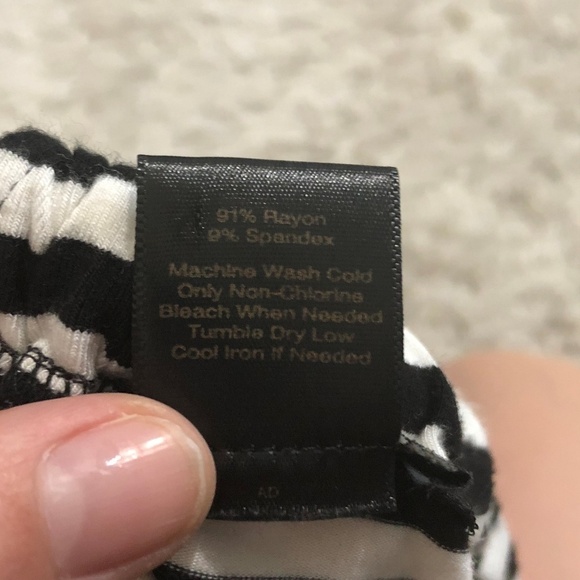 91% Rayon
9% Spandex
Machine Wash Cold
Only Non-Chlorine
Bleach When Needed
Tumble Dry Low
Cool Iron If Needed
AD